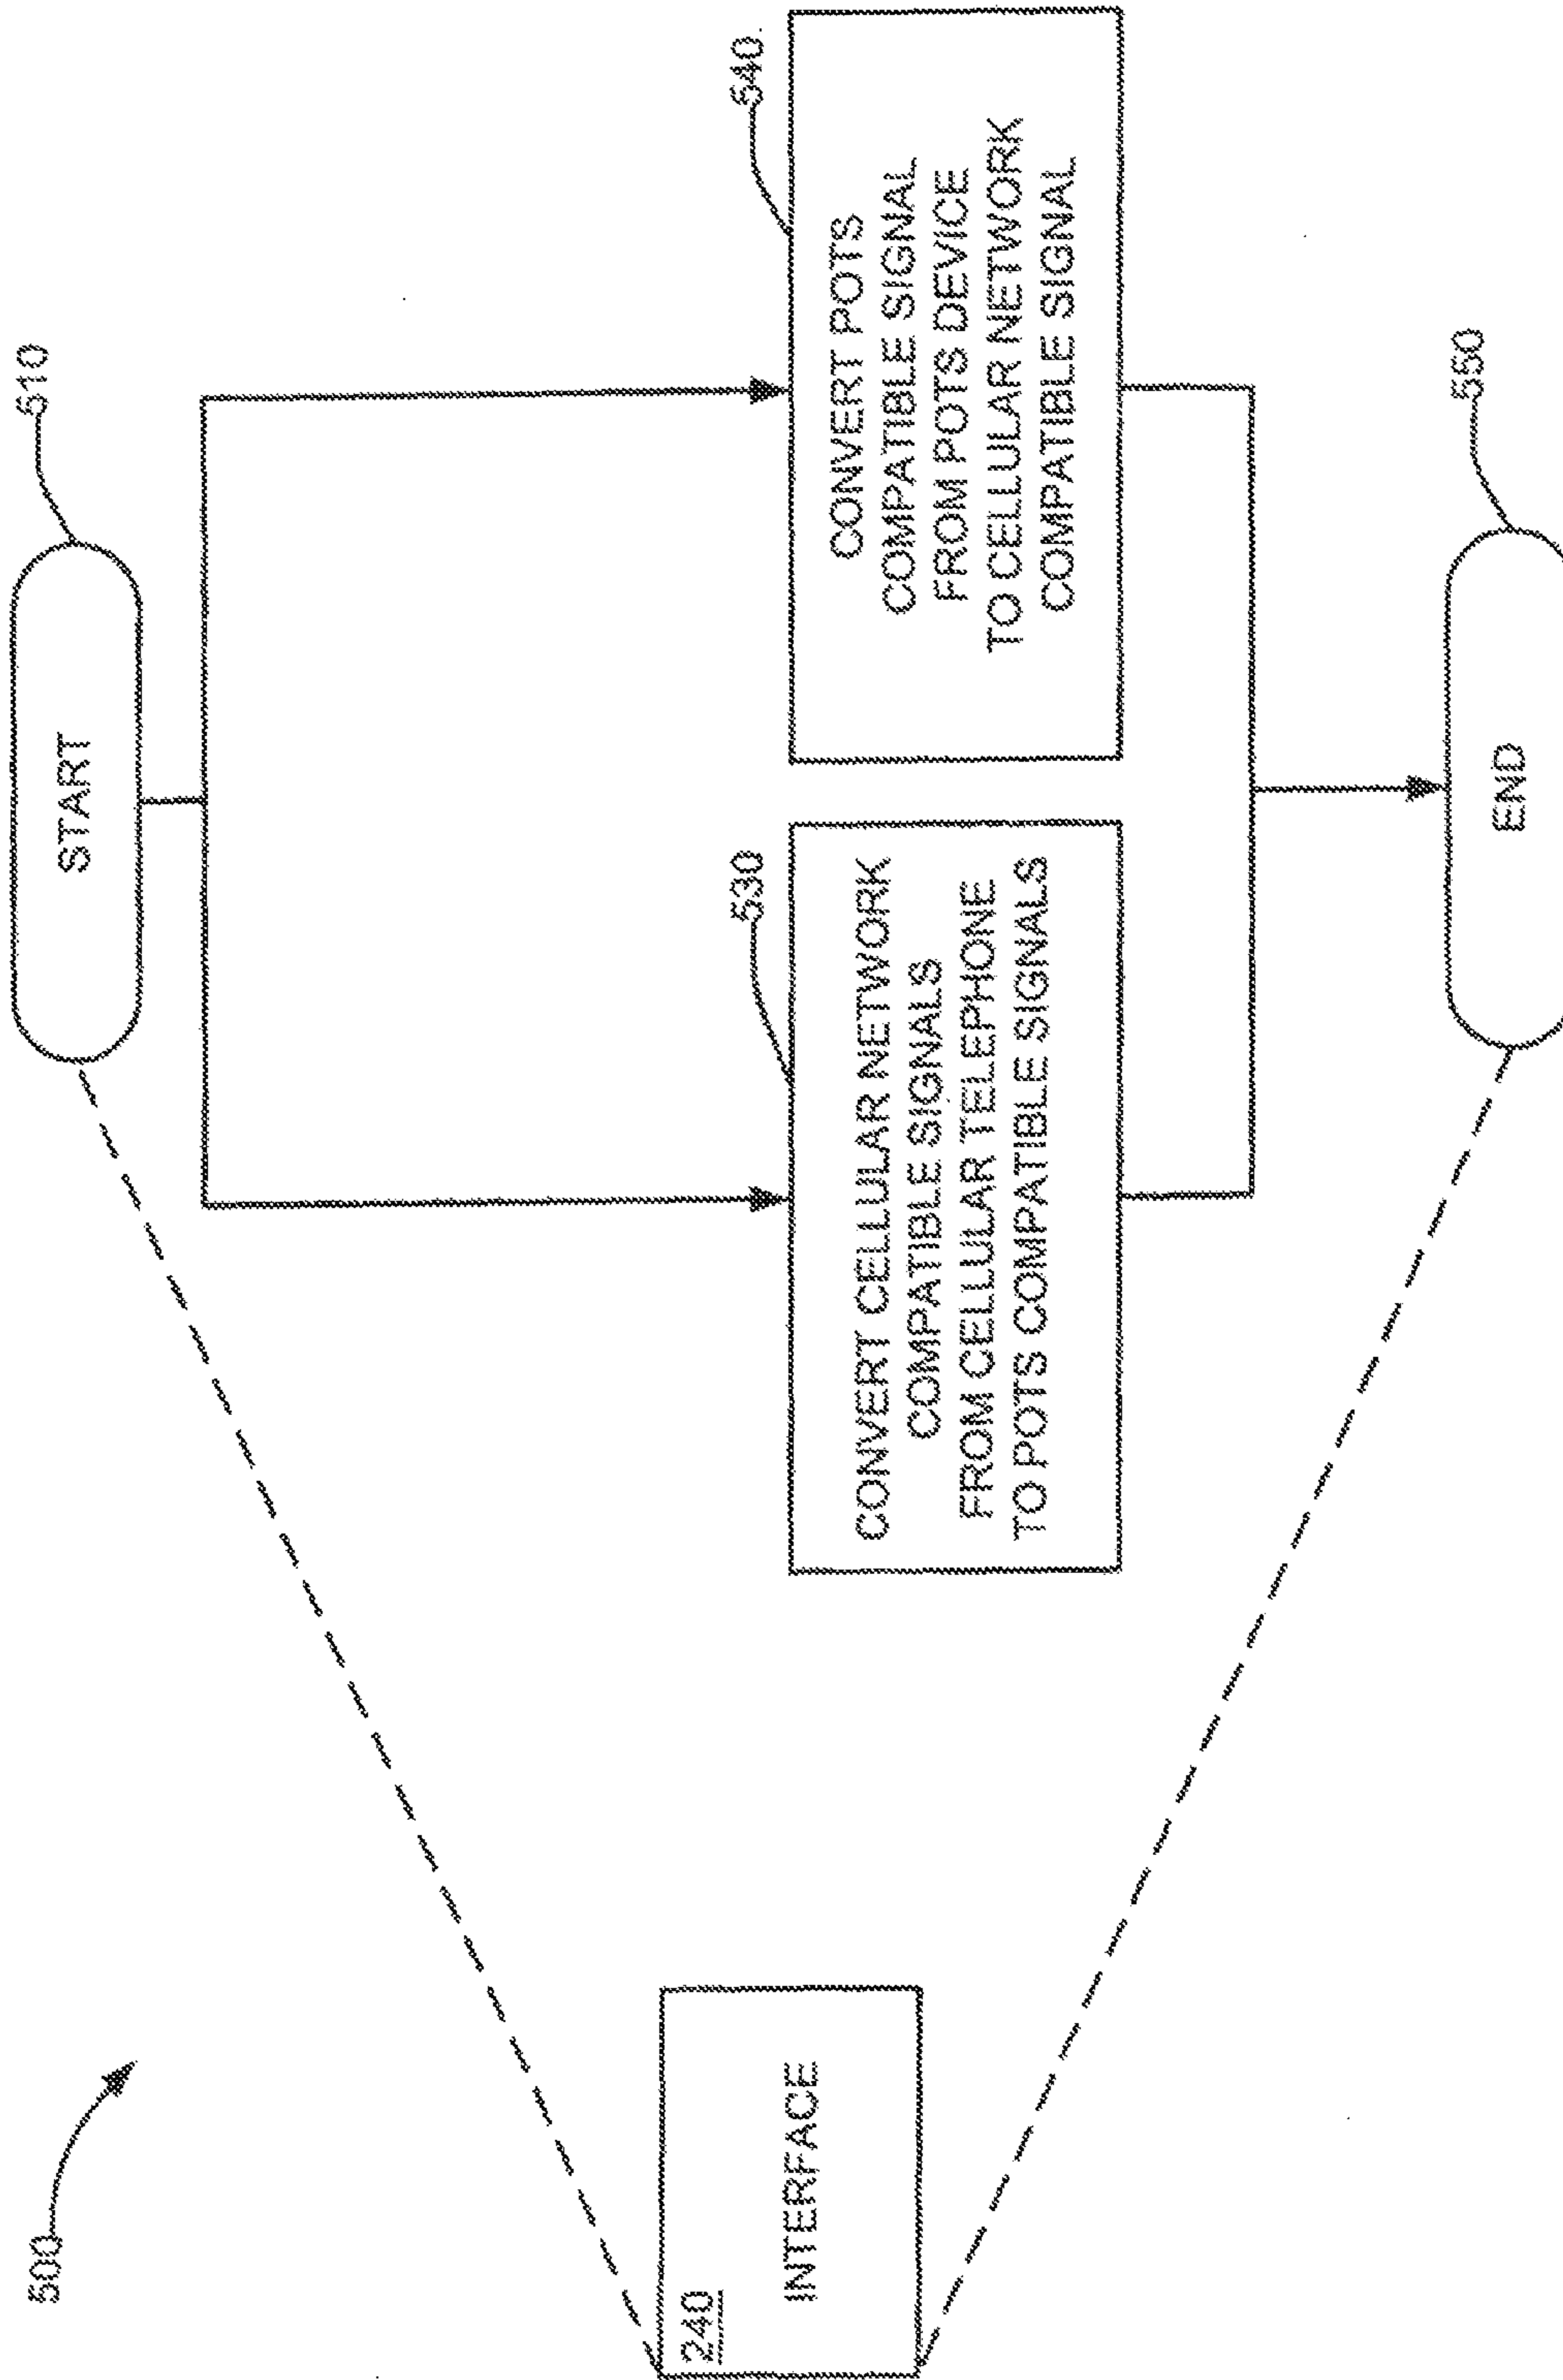 500
510
START
240
INTERFACE
530
CONVERT CELLULAR NETWORK
COMPATIBLE SIGNALS
FROM CELLULAR TELEPHONE
TO POTS COMPATIBLE SIGNALS
540
CONVERT POTS
COMPATIBLE SIGNAL
FROM POTS DEVICE
TO CELLULAR NETWORK
COMPATIBLE SIGNAL
550
END